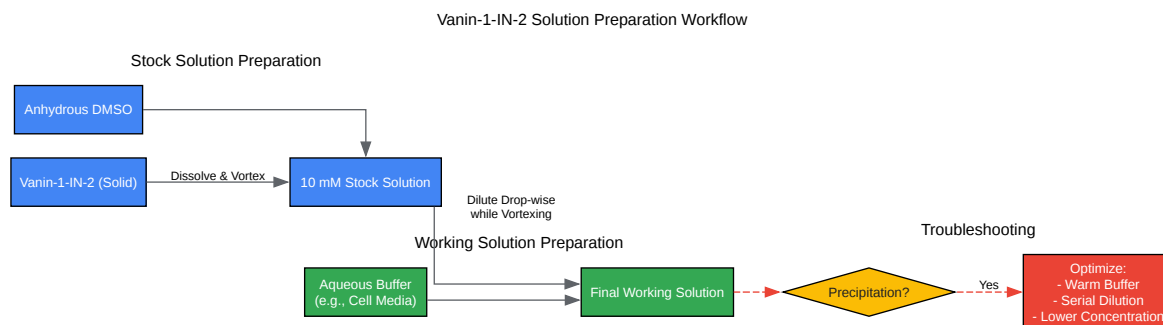 Vanin-1-IN-2 Solution Preparation Workflow
Stock Solution Preparation
Anhydrous DMSO
Vanin-1-IN-2 (Solid)
Dissolve & Vortex
10 mM Stock Solution
Dilute Drop-wise
while Vortexing
Working Solution Preparation
Aqueous Buffer
(e.g., Cell Media)
Final Working Solution
Troubleshooting
Precipitation?
Yes
Optimize:
- Warm Buffer
- Serial Dilution
- Lower Concentration